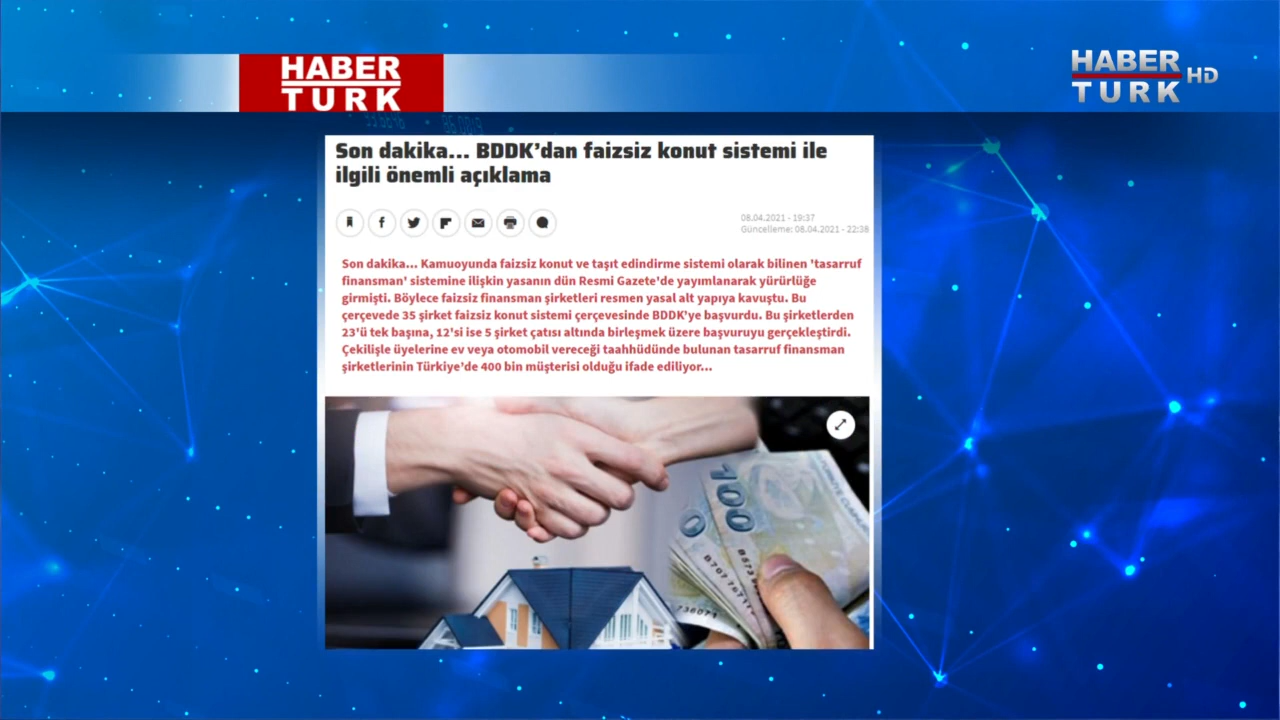 HABER
TURK
HABER
TURK HD
Son dakika... BDDK’dan faizsiz konut sistemi ile
ilgili önemli açıklama
08.04.2021 - 19:37
Güncelleme: 08.04.2021 - 22:38
Son dakika... Kamuoyunda faizsiz konut ve taşıt edindirme sistemi olarak bilinen 'tasarruf
finansman' sistemine ilişkin yasanın dün Resmi Gazete'de yayımlanarak yürürlüğe
girmişti. Böylece faizsiz finansman şirketleri resmen yasal alt yapıya kavuştu. Bu
çerçevede 35 şirket faizsiz konut sistemi çerçevesinde BDDK’ye başvurdu. Bu şirketlerden
23’ü tek başına, 12'si ise 5 şirket çatısı altında birleşmek üzere başvuruyu gerçekleştirdi.
Çekilişle üyelerine ev veya otomobil vereceği taahhüdünde bulunan tasarruf finansman
şirketlerinin Türkiye’de 400 bin müşterisi olduğu ifade ediliyor...
100